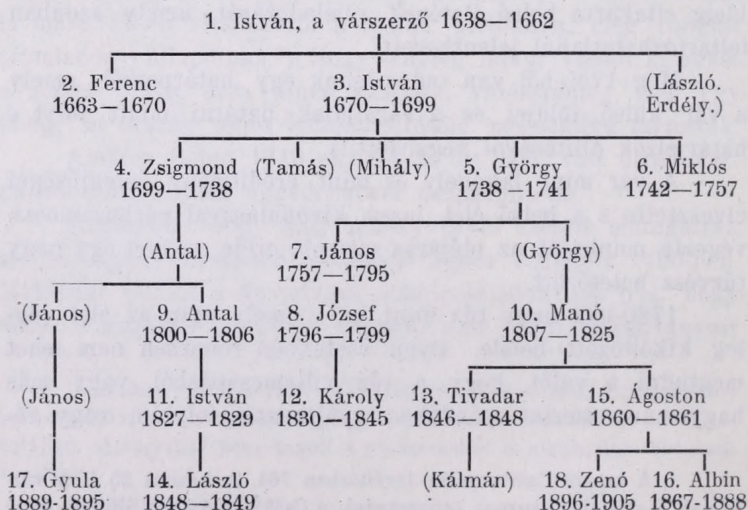 1. István, a várszerző 1638—1662
2. Ferenc 3. István (László,
1663—1670 1670—1699 Erdély.)
4. Zsigmond (Tamás) (Mihály) 5. György 6. Miklós
1699—1738 1738—1741 1742—1757
(Antal) 7. János (György)
1757—1795
(János) 9. Antal 8. József 10. Manó
1800—1806 1796—1799 1807—1825
(János) 11. István 12. Károly 13, Tivadar 15. Ágoston
1827—1829 1830—1845 1846—1848 1860—1861
17. Gyula 14. László (Kálmán) 18. Zenó 16. Albin
1889-1895 1848—1849 1896-1905 1867-1888